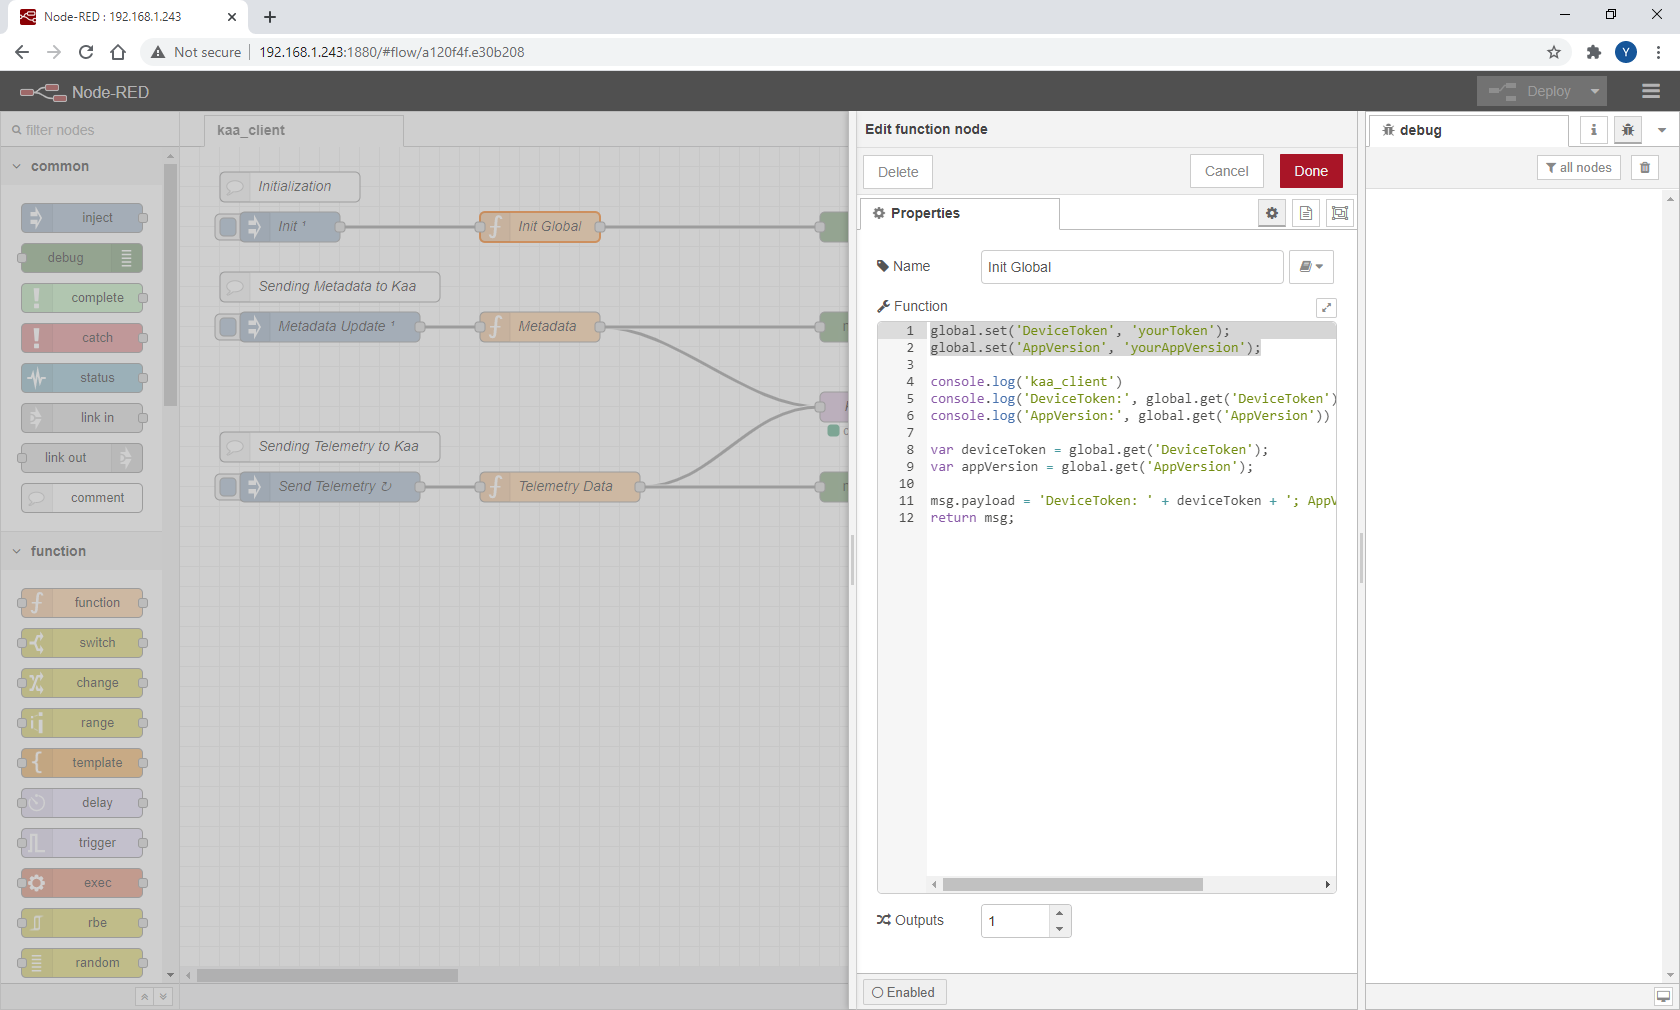 Node-RED : 192.168.1.243
Not secure
192.168.1.243:1880/#flow/a120f4f.e30b208
Y
Node-RED
Deploy
filter nodes
common
inject
debug
complete
catch
status
link in
link out
comment
function
function
switch
change
range
template
delay
trigger
exec
rbe
random
kaa_client
Initialization
Init ¹
Init Global
Sending Metadata to Kaa
Metadata Update ¹
Metadata
Sending Telemetry to Kaa
Send Telemetry ↻
Telemetry Data
Edit function node
Delete
Cancel
Done
Properties
Name
Init Global
Function
1 global.set('DeviceToken', 'yourToken');
2 global.set('AppVersion', 'yourAppVersion');
3
4 console.log('kaa_client')
5 console.log('DeviceToken:', global.get('DeviceToken')
6 console.log('AppVersion:', global.get('AppVersion'))
7
8 var deviceToken = global.get('DeviceToken');
9 var appVersion = global.get('AppVersion');
10
11 msg.payload = 'DeviceToken: ' + deviceToken + '; App
12 return msg;
Outputs
1
Enabled
debug
i
all nodes